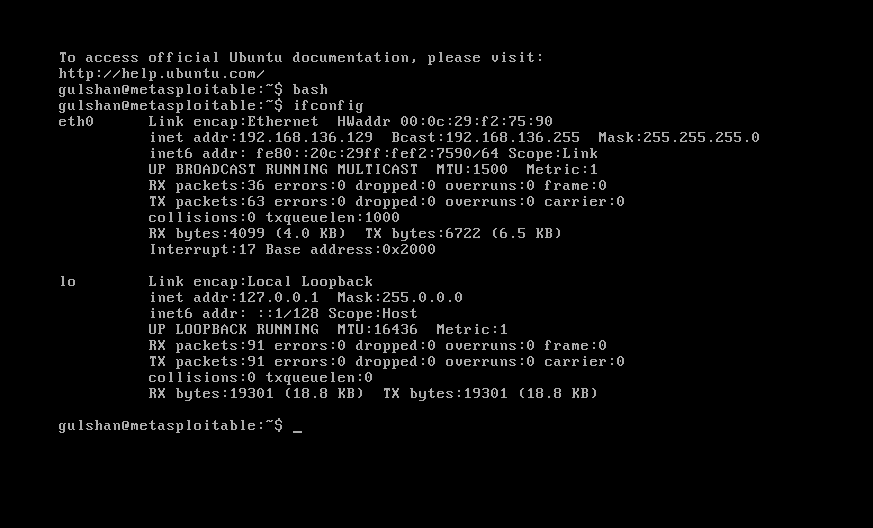 To access official Ubuntu documentation, please visit:
http://help.ubuntu.com/
gulshan@metasploitable:~$ bash
gulshan@metasploitable:~$ ifconfig
eth0      Link encap:Ethernet  HWaddr 00:0c:29:f2:75:90
          inet addr:192.168.136.129  Bcast:192.168.136.255  Mask:255.255.255.0
          inet6 addr: fe80::20c:29ff:fef2:7590/64 Scope:Link
          UP BROADCAST RUNNING MULTICAST  MTU:1500  Metric:1
          RX packets:36 errors:0 dropped:0 overruns:0 frame:0
          TX packets:63 errors:0 dropped:0 overruns:0 carrier:0
          collisions:0 txqueuelen:1000
          RX bytes:4099 (4.0 KB)  TX bytes:6722 (6.5 KB)
          Interrupt:17 Base address:0x2000

lo        Link encap:Local Loopback
          inet addr:127.0.0.1  Mask:255.0.0.0
          inet6 addr: ::1/128 Scope:Host
          UP LOOPBACK RUNNING  MTU:16436  Metric:1
          RX packets:91 errors:0 dropped:0 overruns:0 frame:0
          TX packets:91 errors:0 dropped:0 overruns:0 carrier:0
          collisions:0 txqueuelen:0
          RX bytes:19301 (18.8 KB)  TX bytes:19301 (18.8 KB)

gulshan@metasploitable:~$ _